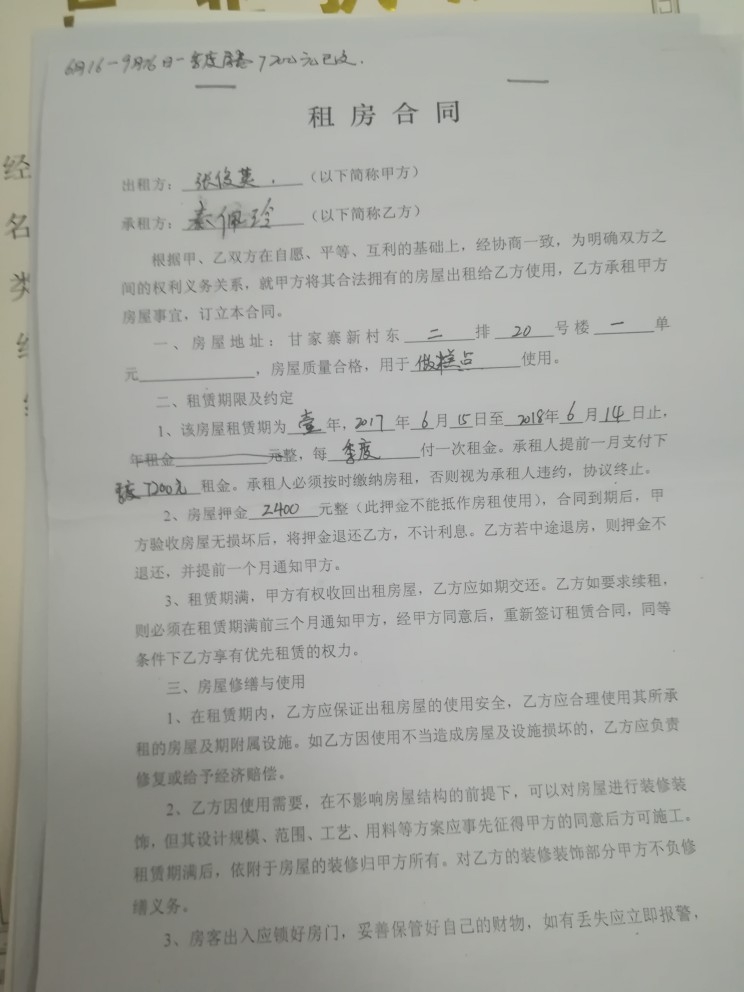 6月16-9月16日一季度房租7200元已交.
租房合同
出租方：张俊英.（以下简称甲方）
承租方：袁佩玲（以下简称乙方）
根据甲、乙双方在自愿、平等、互利的基础上，经协商一致，为明确双方之
间的权利义务关系，就甲方将其合法拥有的房屋出租给乙方使用，乙方承租甲方
房屋事宜，订立本合同。
一、房屋地址：甘家寨新村东 二 排 20 号楼 一 单
元____________，房屋质量合格，用于 做糕点 使用。
二、租赁期限及约定
1、该房屋租赁期为 壹 年，2017 年 6 月 15 日至 2018年 6 月 14 日止，
年租金____________元整，每 季度 付一次租金。承租人提前一月支付下
7200元 租金。承租人必须按时缴纳房租，否则视为承租人违约，协议终止。
2、房屋押金 2400 元整（此押金不能抵作房租使用），合同到期后，甲
方验收房屋无损坏后，将押金退还乙方，不计利息。乙方若中途退房，则押金不
退还，并提前一个月通知甲方。
3、租赁期满，甲方有权收回出租房屋，乙方应如期交还。乙方如要求续租，
则必须在租赁期满前三个月通知甲方，经甲方同意后，重新签订租赁合同，同等
条件下乙方享有优先租赁的权力。
三、房屋修缮与使用
1、在租赁期内，乙方应保证出租房屋的使用安全，乙方应合理使用其所承
租的房屋及期附属设施。如乙方因使用不当造成房屋及设施损坏的，乙方应负责
修复或给予经济赔偿。
2、乙方因使用需要，在不影响房屋结构的前提下，可以对房屋进行装修装
饰，但其设计规模、范围、工艺、用料等方案应事先征得甲方的同意后方可施工。
租赁期满后，依附于房屋的装修归甲方所有。对乙方的装修装饰部分甲方不负修
缮义务。
3、房客出入应锁好房门，妥善保管好自己的财物，如有丢失应立即报警，
经
名
类